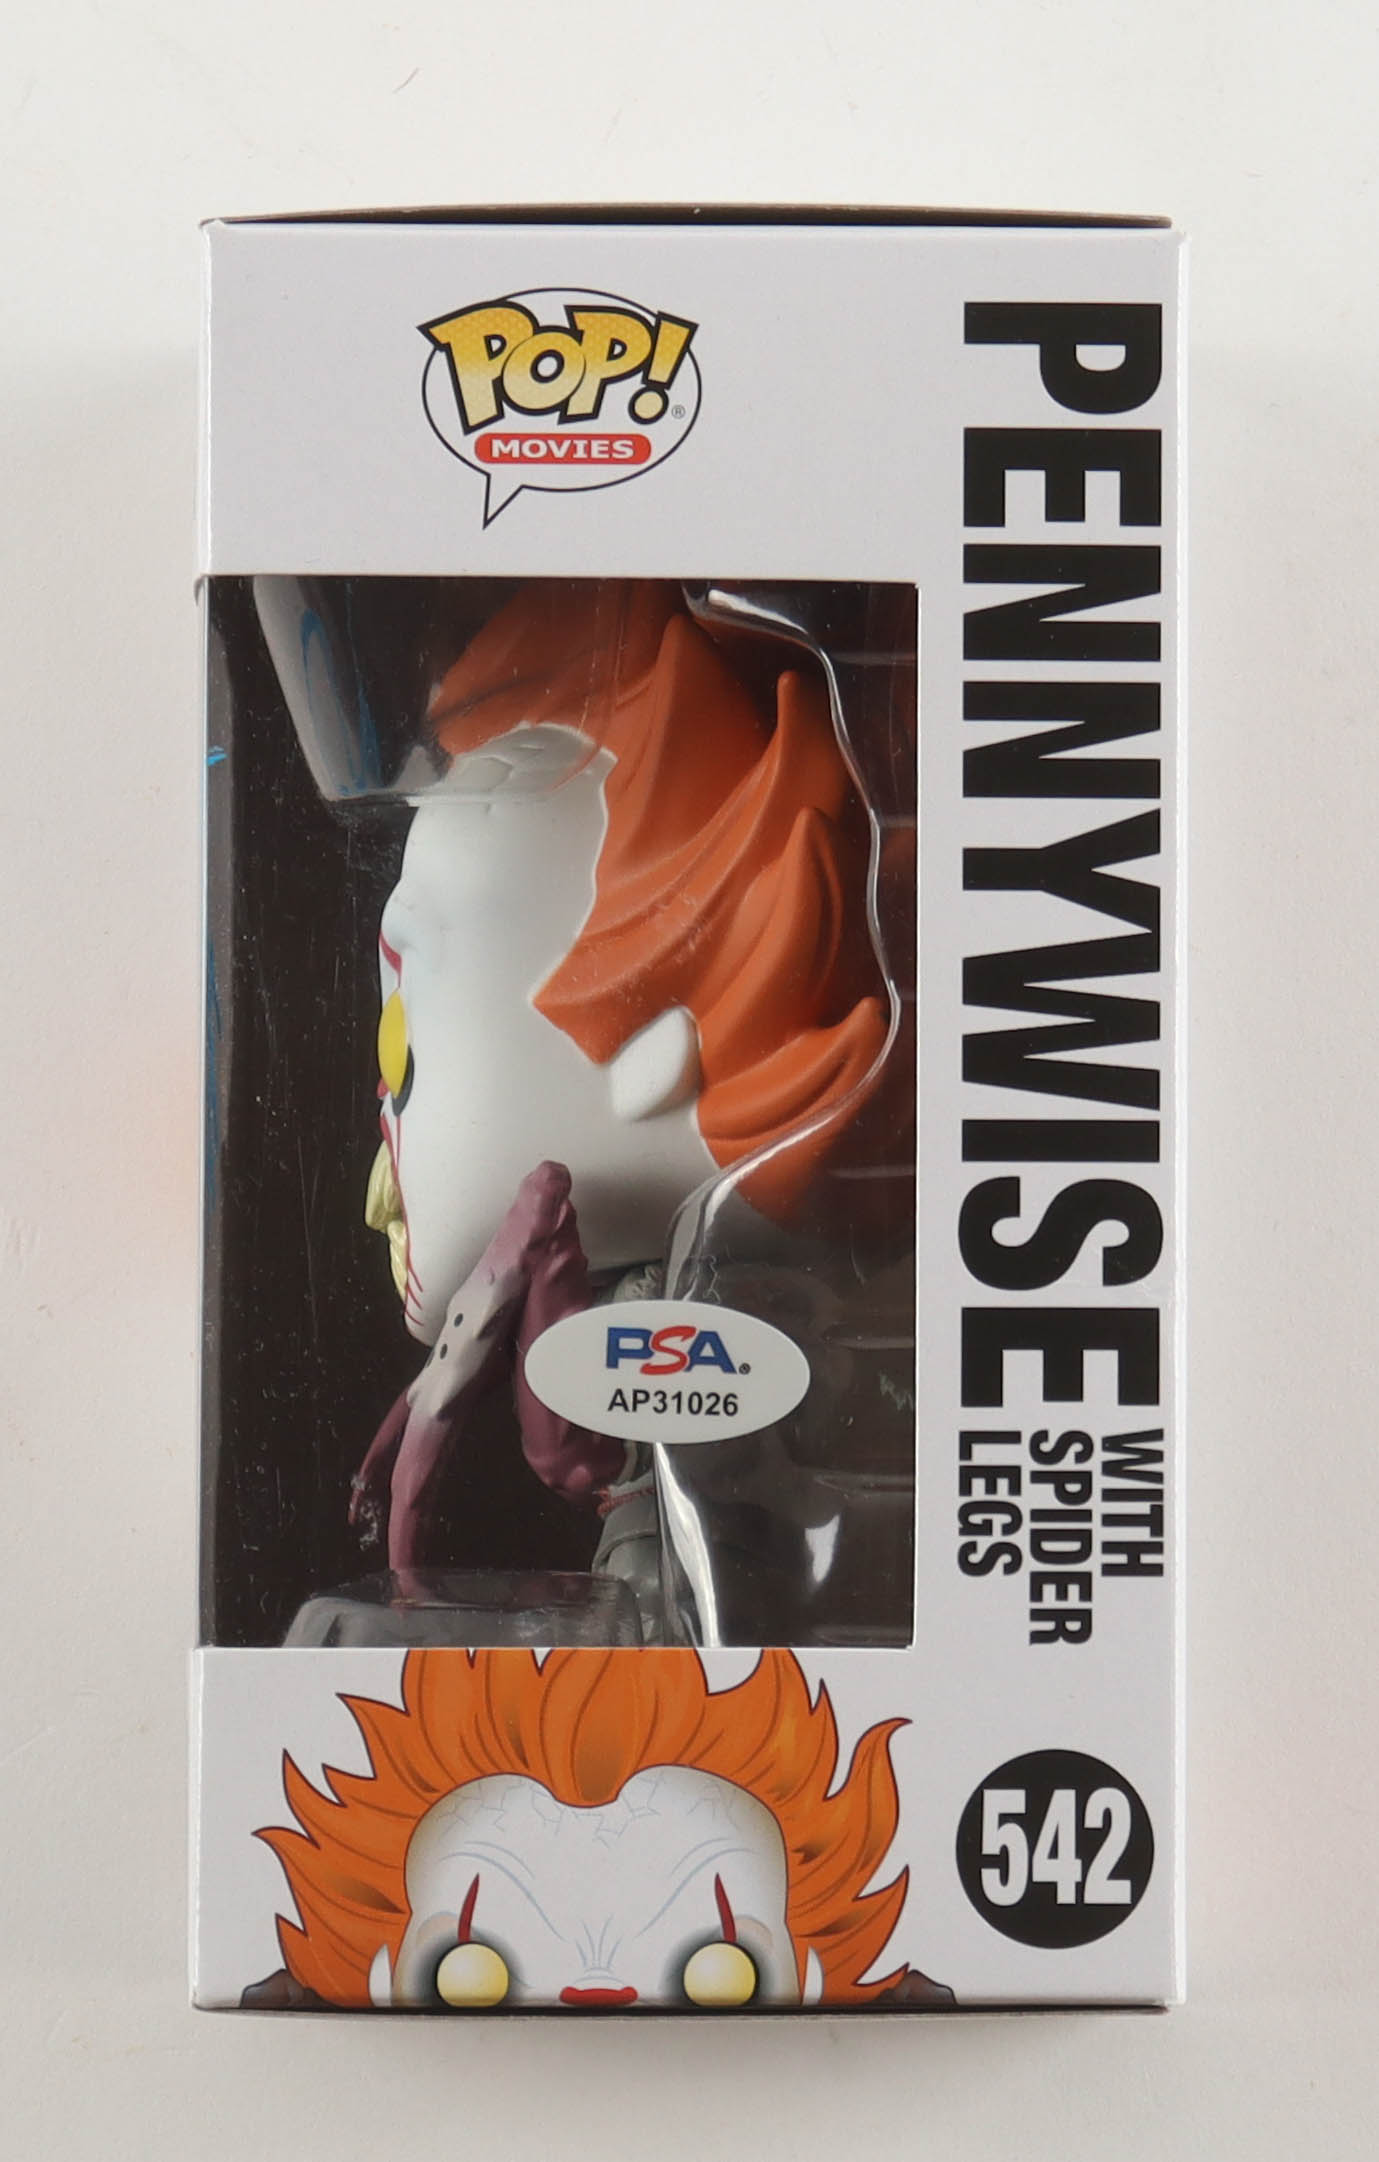 POP!
®
MOVIES
PENNYWISE
WITH
SPIDER
LEGS
PSA®
AP31026
542